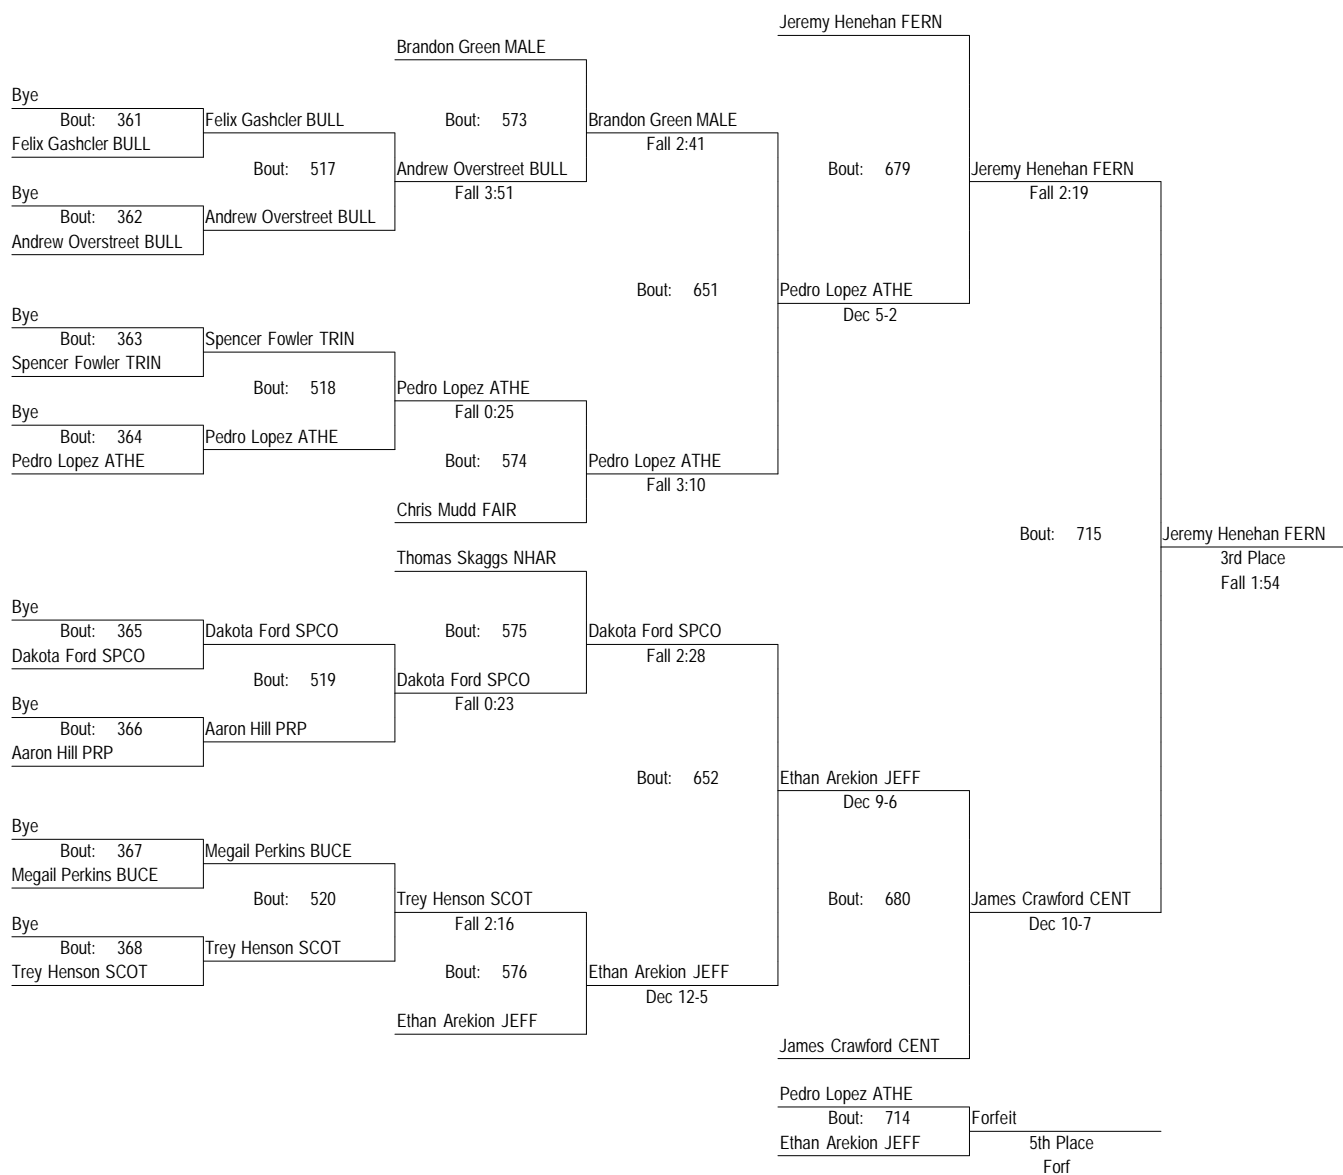 Jeremy Henehan FERN
Brandon Green MALE
Bye
Bout: 361
Felix Gashcler BULL
Bout: 573
Brandon Green MALE
Felix Gashcler BULL
Fall 2:41
Bout: 517
Andrew Overstreet BULL
Bout: 679
Jeremy Henehan FERN
Bye
Fall 3:51
Fall 2:19
Bout: 362
Andrew Overstreet BULL
Andrew Overstreet BULL
Bout: 651
Pedro Lopez ATHE
Bye
Dec 5-2
Bout: 363
Spencer Fowler TRIN
Spencer Fowler TRIN
Bout: 518
Pedro Lopez ATHE
Bye
Fall 0:25
Bout: 364
Pedro Lopez ATHE
Pedro Lopez ATHE
Bout: 574
Pedro Lopez ATHE
Fall 3:10
Chris Mudd FAIR
Bout: 715
Jeremy Henehan FERN
Thomas Skaggs NHAR
3rd Place
Fall 1:54
Bye
Bout: 365
Dakota Ford SPCO
Bout: 575
Dakota Ford SPCO
Dakota Ford SPCO
Fall 2:28
Bout: 519
Dakota Ford SPCO
Bye
Fall 0:23
Bout: 366
Aaron Hill PRP
Aaron Hill PRP
Bout: 652
Ethan Arekion JEFF
Dec 9-6
Bye
Bout: 367
Megail Perkins BUCE
Megail Perkins BUCE
Bout: 520
Trey Henson SCOT
Bout: 680
James Crawford CENT
Bye
Fall 2:16
Dec 10-7
Bout: 368
Trey Henson SCOT
Trey Henson SCOT
Bout: 576
Ethan Arekion JEFF
Dec 12-5
Ethan Arekion JEFF
James Crawford CENT
Pedro Lopez ATHE
Bout: 714
Forfeit
Ethan Arekion JEFF
5th Place
Forf